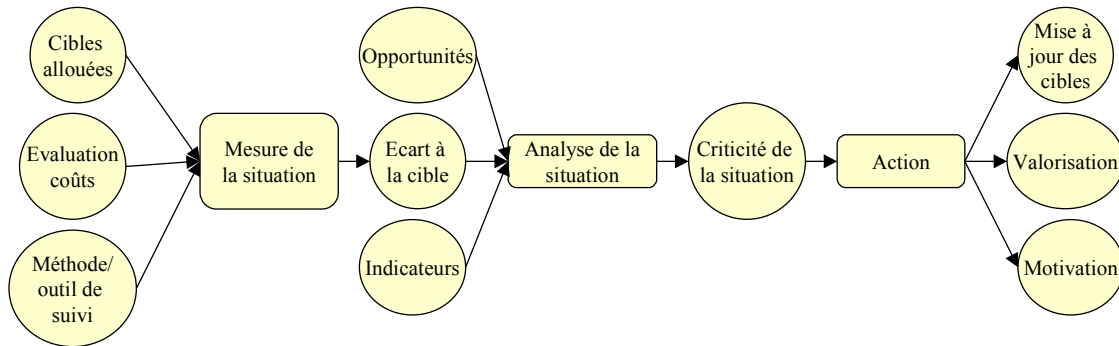 Cibles
allouées
Evaluation
coûts
Méthode/
outil de
suivi
Mesure de
la situation
Opportunités
Ecart à
la cible
Indicateurs
Analyse de la
situation
Criticité de
la situation
Action
Mise à
jour des
cibles
Valorisation
Motivation